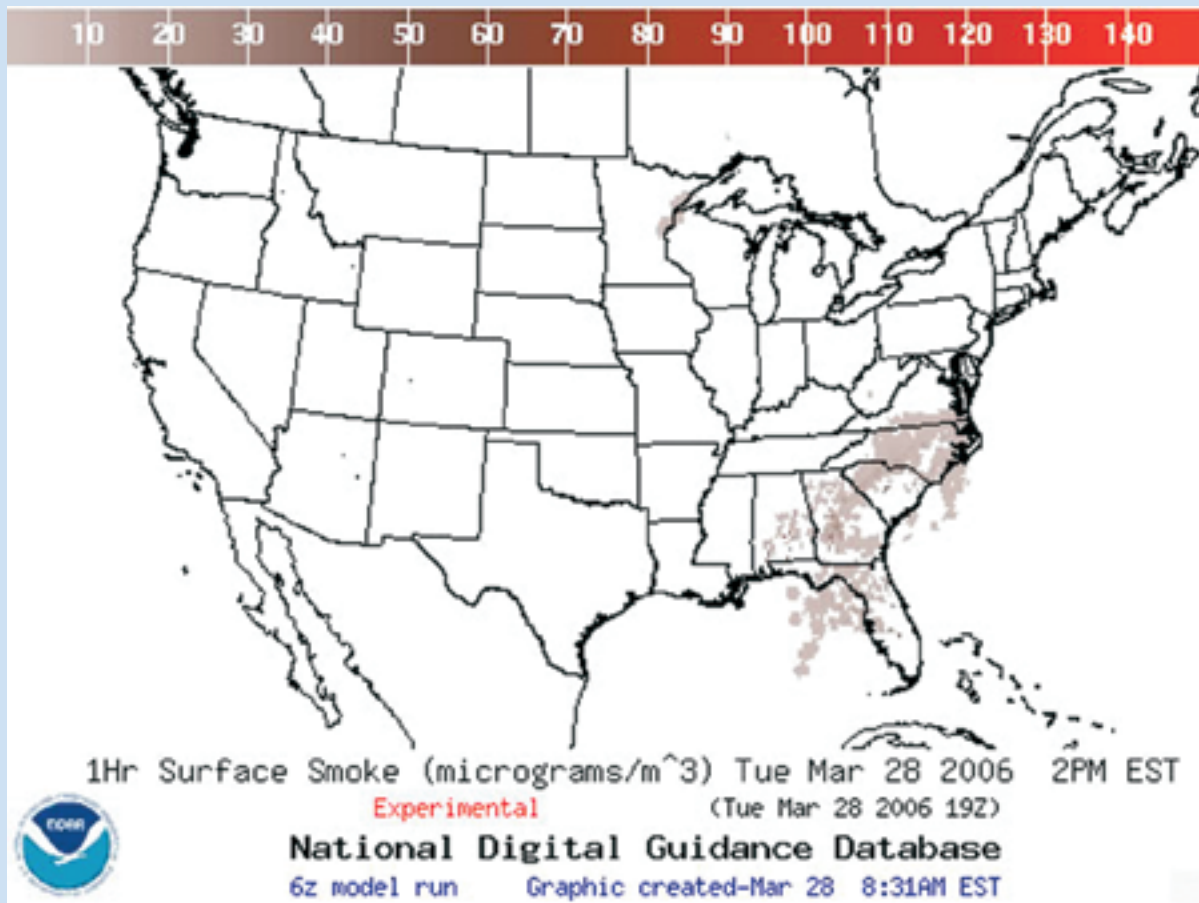 10 20 30 40 50 60 70 80 90 100 110 120 130 140
1Hr Surface Smoke (micrograms/m^3) Tue Mar 28 2006 2PM EST
Experimental (Tue Mar 28 2006 19Z)
NOAA
National Digital Guidance Database
6z model run Graphic created-Mar 28 8:31AM EST